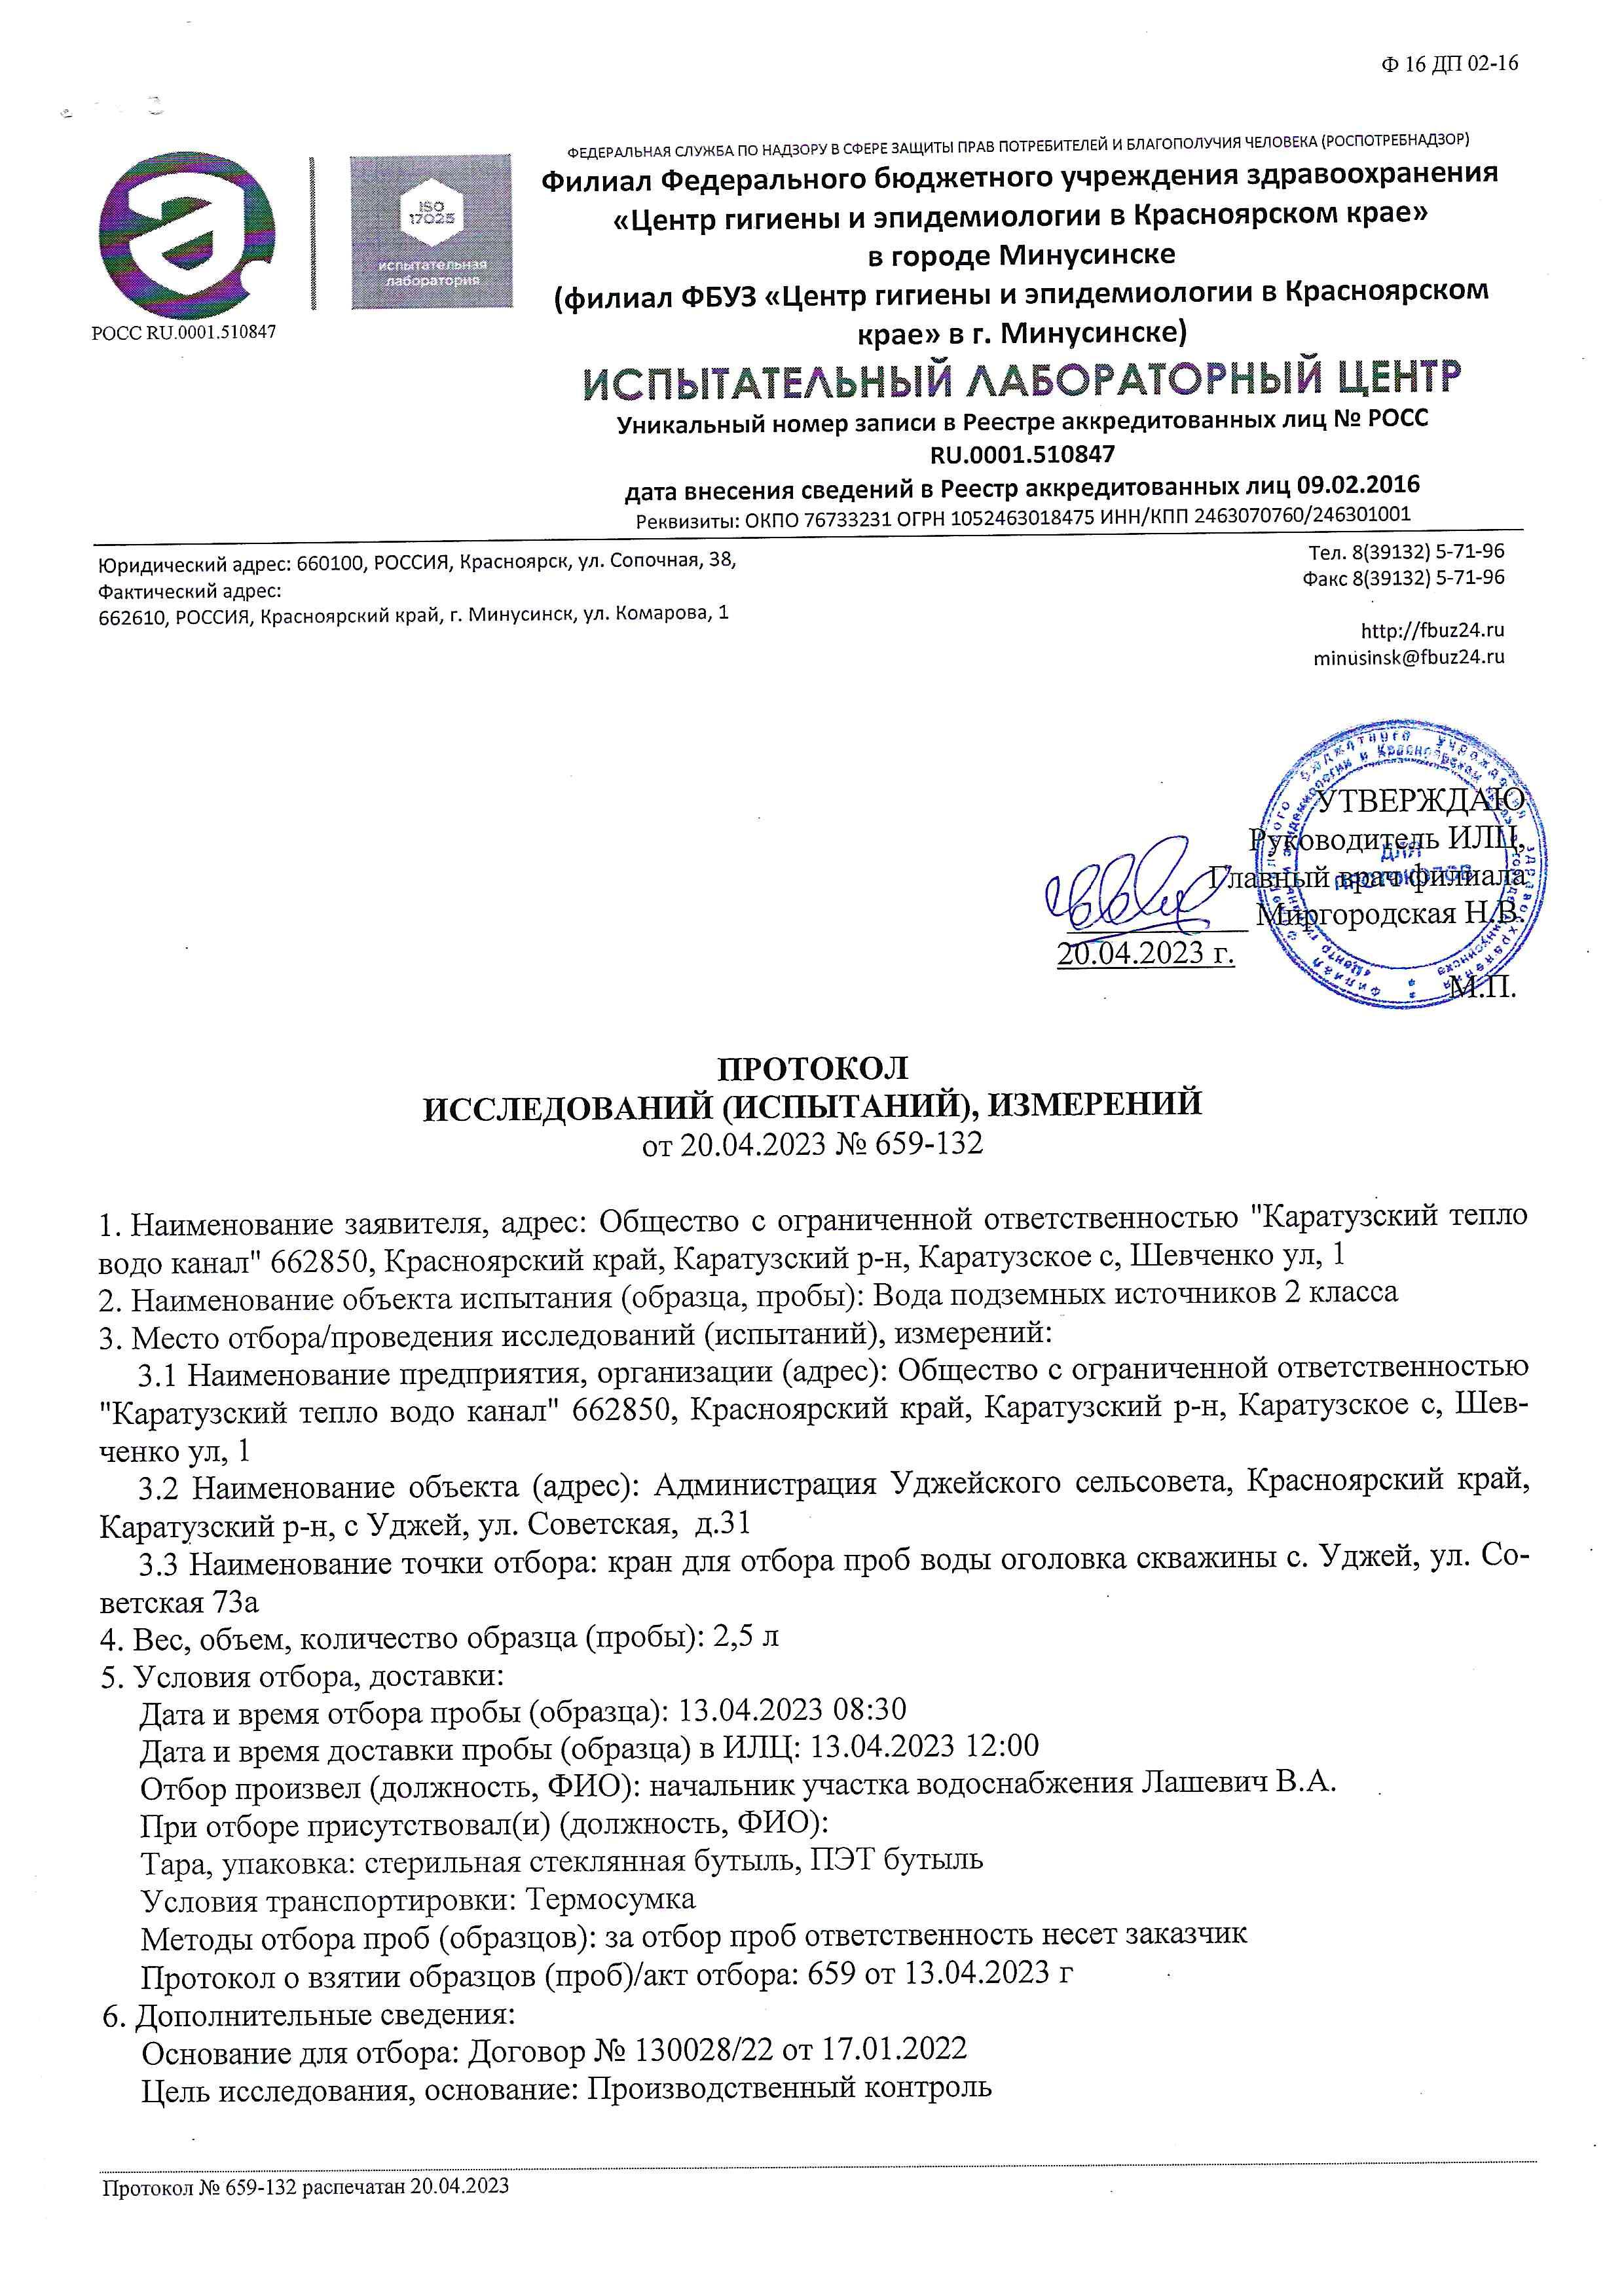 Ф 16 ДП 02-16
ISO
17025
испытательная
лаборатория
РОСС RU.0001.510847
ФЕДЕРАЛЬНАЯ СЛУЖБА ПО НАДЗОРУ В СФЕРЕ ЗАЩИТЫ ПРАВ ПОТРЕБИТЕЛЕЙ И БЛАГОПОЛУЧИЯ ЧЕЛОВЕКА (РОСПОТРЕБНАДЗОР)
Филиал Федерального бюджетного учреждения здравоохранения
«Центр гигиены и эпидемиологии в Красноярском крае»
в городе Минусинске
(филиал ФБУЗ «Центр гигиены и эпидемиологии в Красноярском
крае» в г. Минусинске)
ИСПЫТАТЕЛЬНЫЙ ЛАБОРАТОРНЫЙ ЦЕНТР
Уникальный номер записи в Реестре аккредитованных лиц № РОСС
RU.0001.510847
дата внесения сведений в Реестр аккредитованных лиц 09.02.2016
Реквизиты: ОКПО 76733231 ОГРН 1052463018475 ИНН/КПП 2463070760/246301001
Юридический адрес: 660100, РОССИЯ, Красноярск, ул. Сопочная, 38,
Фактический адрес:
662610, РОССИЯ, Красноярский край, г. Минусинск, ул. Комарова, 1
Тел. 8(39132) 5-71-96
Факс 8(39132) 5-71-96
http://fbuz24.ru
minusinsk@fbuz24.ru
УТВЕРЖДАЮ
Руководитель ИЛЦ,
Главный врач филиала
Миргородская Н.В.
20.04.2023 г.
М.П.
ДЛЯ
ПРОТОКОЛОВ
ПРОТОКОЛ
ИССЛЕДОВАНИЙ (ИСПЫТАНИЙ), ИЗМЕРЕНИЙ
от 20.04.2023 № 659-132
1. Наименование заявителя, адрес: Общество с ограниченной ответственностью "Каратузский тепло
водо канал" 662850, Красноярский край, Каратузский р-н, Каратузское с, Шевченко ул, 1
2. Наименование объекта испытания (образца, пробы): Вода подземных источников 2 класса
3. Место отбора/проведения исследований (испытаний), измерений:
3.1 Наименование предприятия, организации (адрес): Общество с ограниченной ответственностью
"Каратузский тепло водо канал" 662850, Красноярский край, Каратузский р-н, Каратузское с, Шев-
ченко ул, 1
3.2 Наименование объекта (адрес): Администрация Уджейского сельсовета, Красноярский край,
Каратузский р-н, с Уджей, ул. Советская, д.31
3.3 Наименование точки отбора: кран для отбора проб воды оголовка скважины с. Уджей, ул. Со-
ветская 73а
4. Вес, объем, количество образца (пробы): 2,5 л
5. Условия отбора, доставки:
Дата и время отбора пробы (образца): 13.04.2023 08:30
Дата и время доставки пробы (образца) в ИЛЦ: 13.04.2023 12:00
Отбор произвел (должность, ФИО): начальник участка водоснабжения Лашевич В.А.
При отборе присутствовал(и) (должность, ФИО):
Тара, упаковка: стерильная стеклянная бутыль, ПЭТ бутыль
Условия транспортировки: Термосумка
Методы отбора проб (образцов): за отбор проб ответственность несет заказчик
Протокол о взятии образцов (проб)/акт отбора: 659 от 13.04.2023 г
6. Дополнительные сведения:
Основание для отбора: Договор № 130028/22 от 17.01.2022
Цель исследования, основание: Производственный контроль
Протокол № 659-132 распечатан 20.04.2023